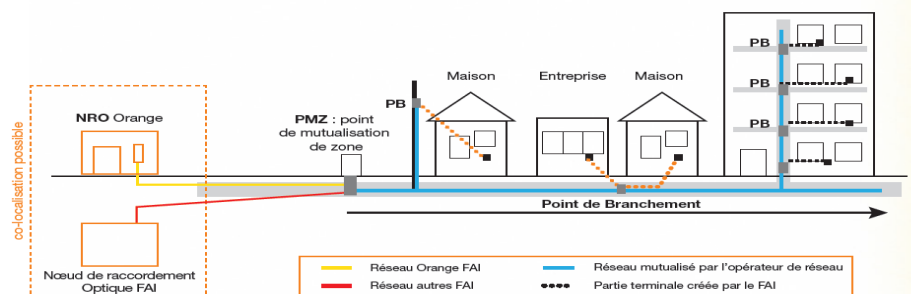 co-localisation possible
NRO Orange
Nœud de raccordement
Optique FAI
PMZ : point
de mutualisation
de zone
PB
Maison
Entreprise
Maison
PB
PB
PB
Point de Branchement
Réseau Orange FAI
Réseau autres FAI
Réseau mutualisé par l'opérateur de réseau
Partie terminale créée par le FAI